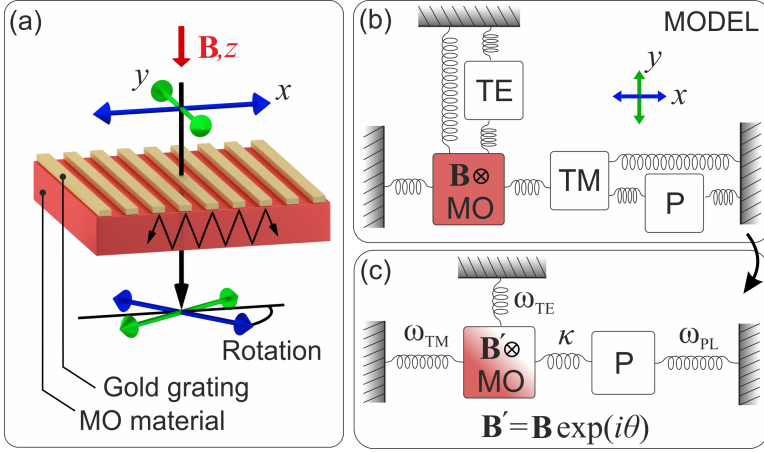 (a)
B,z
y
x
Rotation
Gold grating
MO material
(b)
MODEL
TE
y
x
B⊗
MO
TM
P
(c)
ω_TE
ω_TM
B′⊗
MO
κ
P
ω_PL
B′=B exp(iθ)